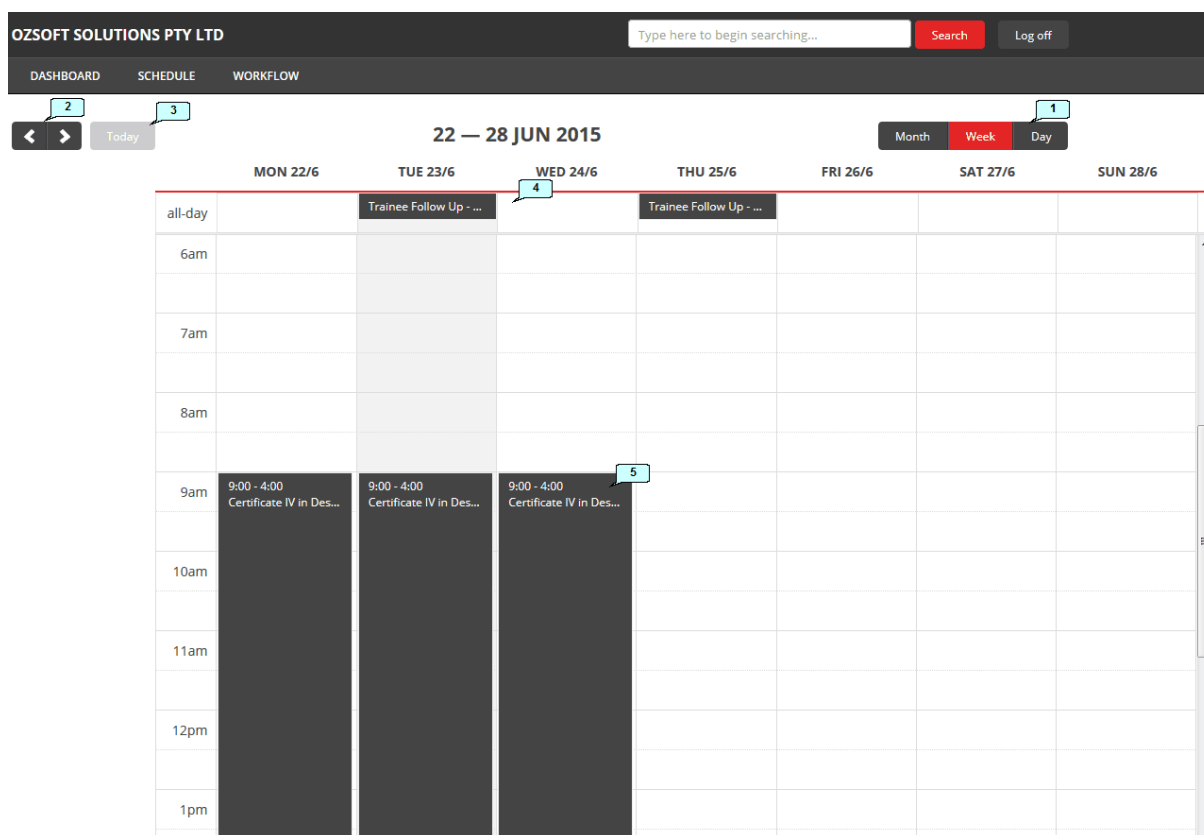 OZSOFT SOLUTIONS PTY LTD
Type here to begin searching...
Search
Log off
DASHBOARD
SCHEDULE
WORKFLOW
2
3
1
Today
22 — 28 JUN 2015
Month
Week
Day
MON 22/6
TUE 23/6
WED 24/6
THU 25/6
FRI 26/6
SAT 27/6
SUN 28/6
4
all-day
Trainee Follow Up - ...
Trainee Follow Up - ...
6am
7am
8am
5
9am
9:00 - 4:00
Certificate IV in Des...
9:00 - 4:00
Certificate IV in Des...
9:00 - 4:00
Certificate IV in Des...
10am
11am
12pm
1pm